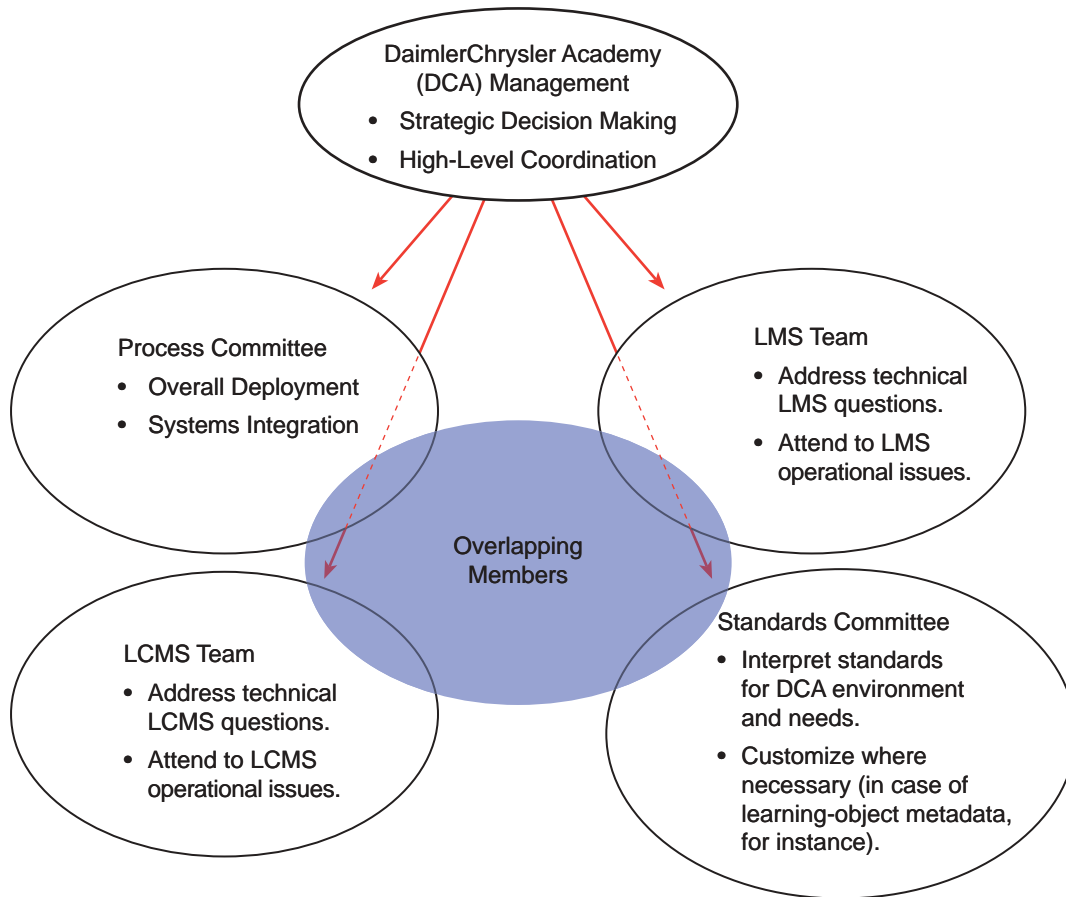 DaimlerChrysler Academy
(DCA) Management
• Strategic Decision Making
• High-Level Coordination
Process Committee
• Overall Deployment
• Systems Integration
LMS Team
• Address technical
LMS questions.
• Attend to LMS
operational issues.
Overlapping
Members
LCMS Team
• Address technical
LCMS questions.
• Attend to LCMS
operational issues.
Standards Committee
• Interpret standards
for DCA environment
and needs.
• Customize where
necessary (in case of
learning-object metadata,
for instance).